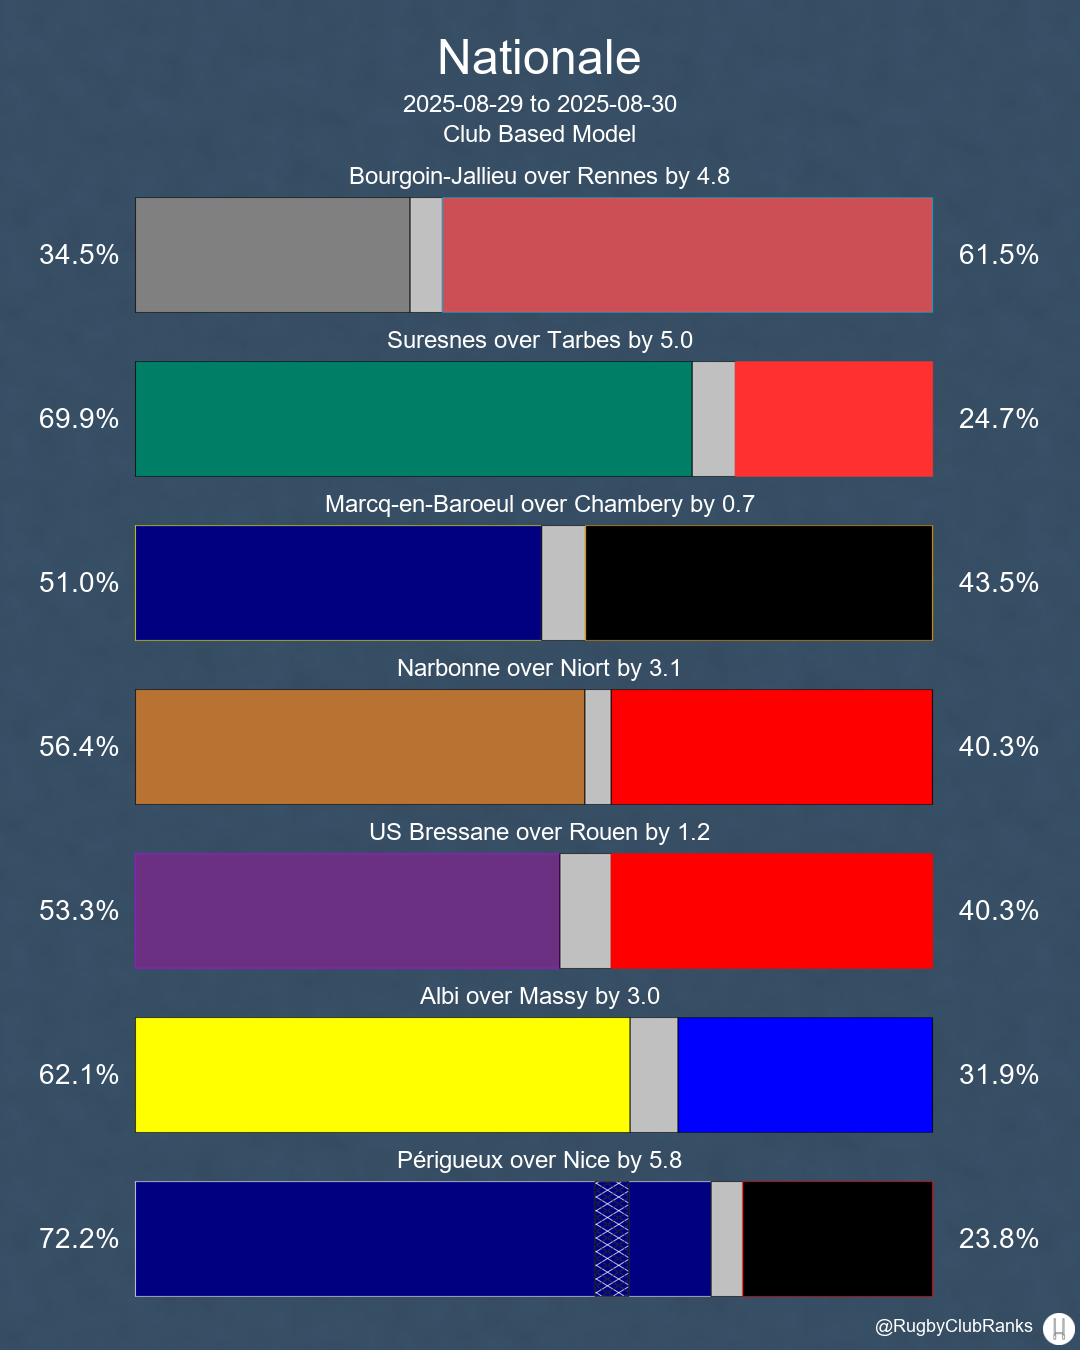 Nationale
2025-08-29 to 2025-08-30
Club Based Model
Bourgoin-Jallieu over Rennes by 4.8
34.5% 61.5%
Suresnes over Tarbes by 5.0
69.9% 24.7%
Marcq-en-Baroeul over Chambery by 0.7
51.0% 43.5%
Narbonne over Niort by 3.1
56.4% 40.3%
US Bressane over Rouen by 1.2
53.3% 40.3%
Albi over Massy by 3.0
62.1% 31.9%
Périgueux over Nice by 5.8
72.2% 23.8%
@RugbyClubRanks